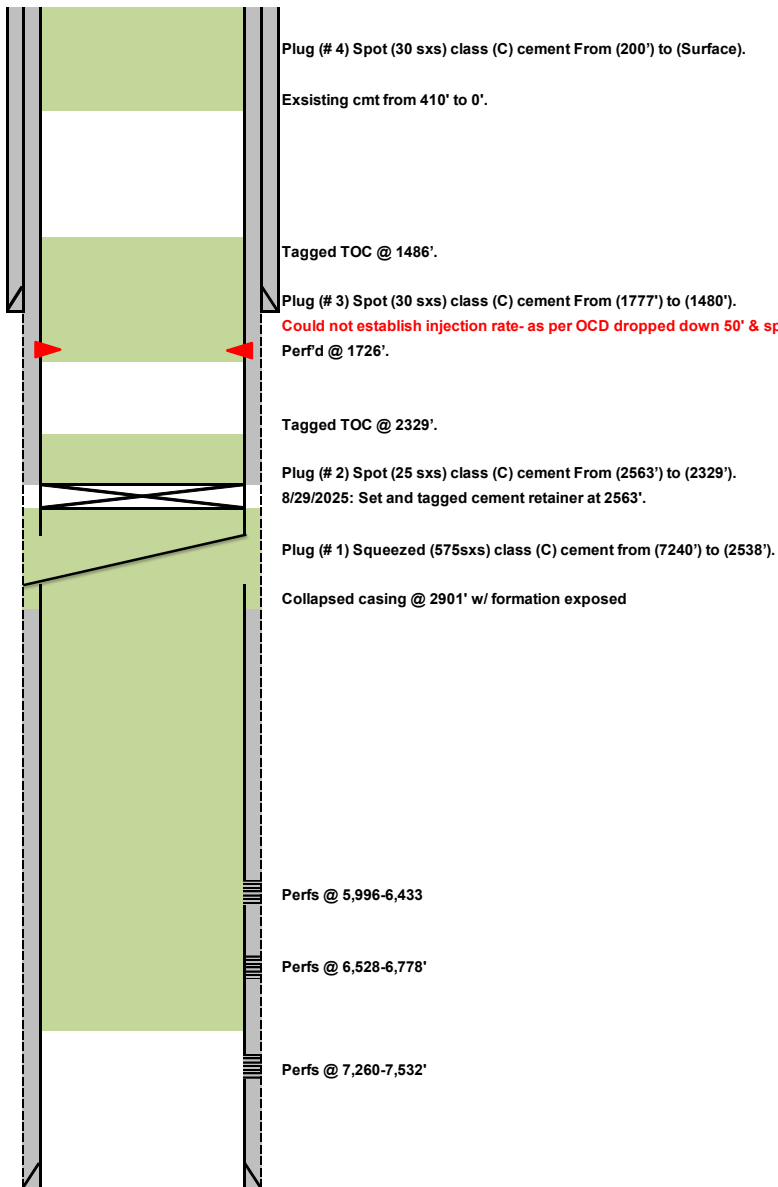 Plug (# 4) Spot (30 sxs) class (C) cement From (200’) to (Surface).
Exsisting cmt from 410' to 0'.
Tagged TOC @ 1486’.
Plug (# 3) Spot (30 sxs) class (C) cement From (1777') to (1480').
Could not establish injection rate- as per OCD dropped down 50' & sp
Perf'd @ 1726’.
Tagged TOC @ 2329’.
Plug (# 2) Spot (25 sxs) class (C) cement From (2563’) to (2329’).
8/29/2025: Set and tagged cement retainer at 2563'.
Plug (# 1) Squeezed (575sxs) class (C) cement from (7240’) to (2538’).
Collapsed casing @ 2901' w/ formation exposed
Perfs @ 5,996-6,433
Perfs @ 6,528-6,778'
Perfs @ 7,260-7,532'